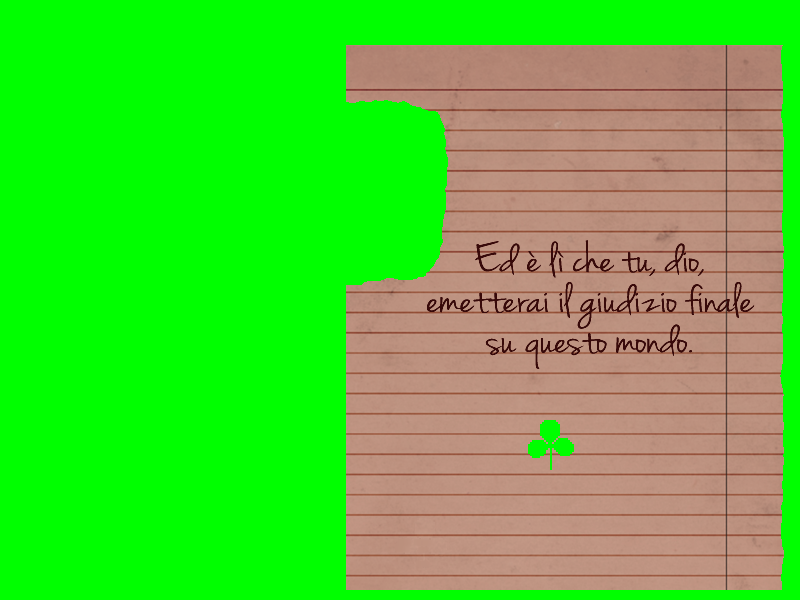 Ed è lì che tu, dio,
emetterai il giudizio finale
su questo mondo.